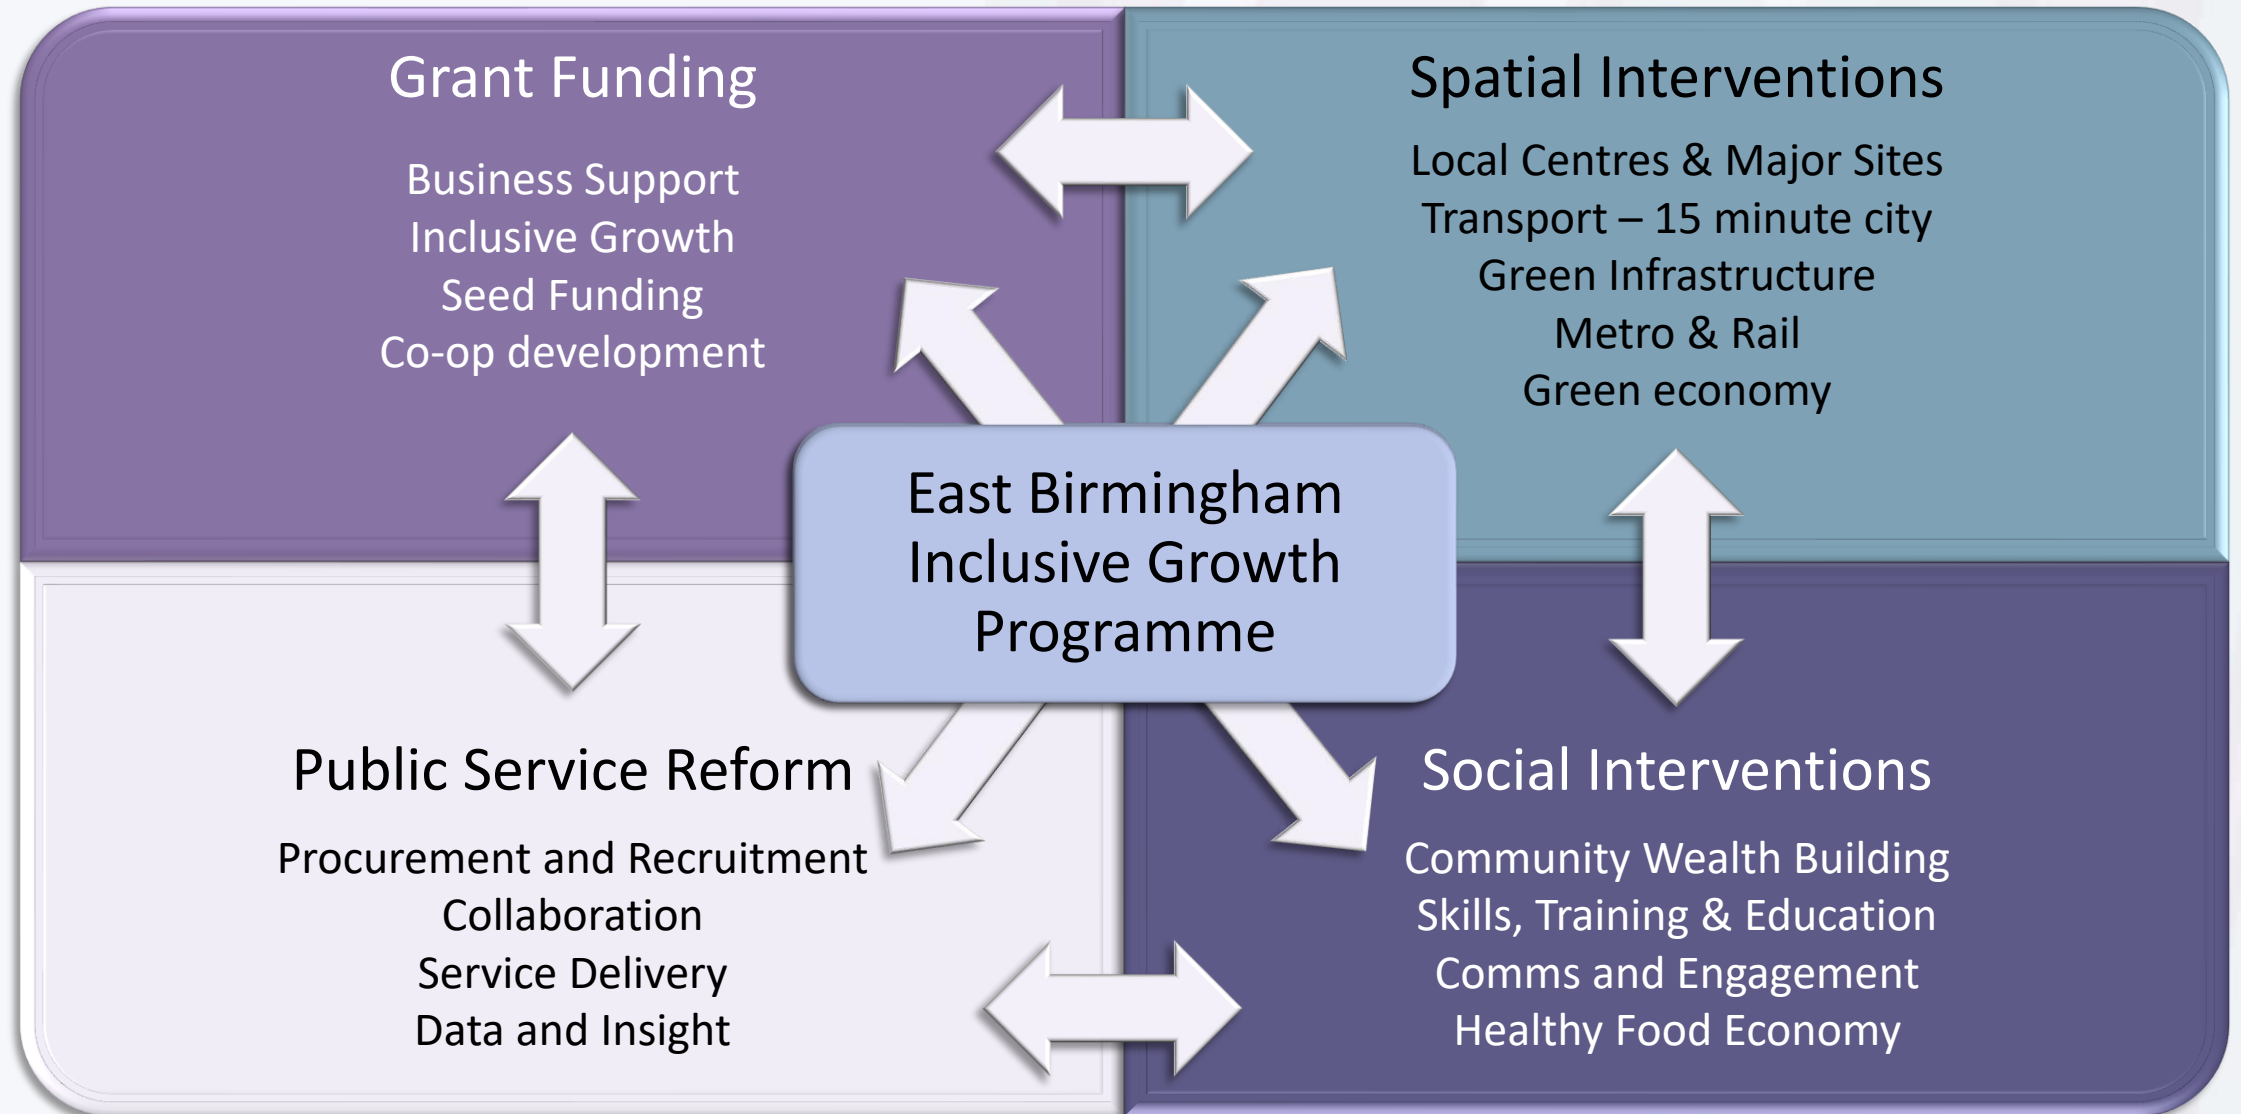 Grant Funding
Business Support
Inclusive Growth
Seed Funding
Co-op development
Spatial Interventions
Local Centres & Major Sites
Transport – 15 minute city
Green Infrastructure
Metro & Rail
Green economy
East Birmingham
Inclusive Growth
Programme
Public Service Reform
Procurement and Recruitment
Collaboration
Service Delivery
Data and Insight
Social Interventions
Community Wealth Building
Skills, Training & Education
Comms and Engagement
Healthy Food Economy